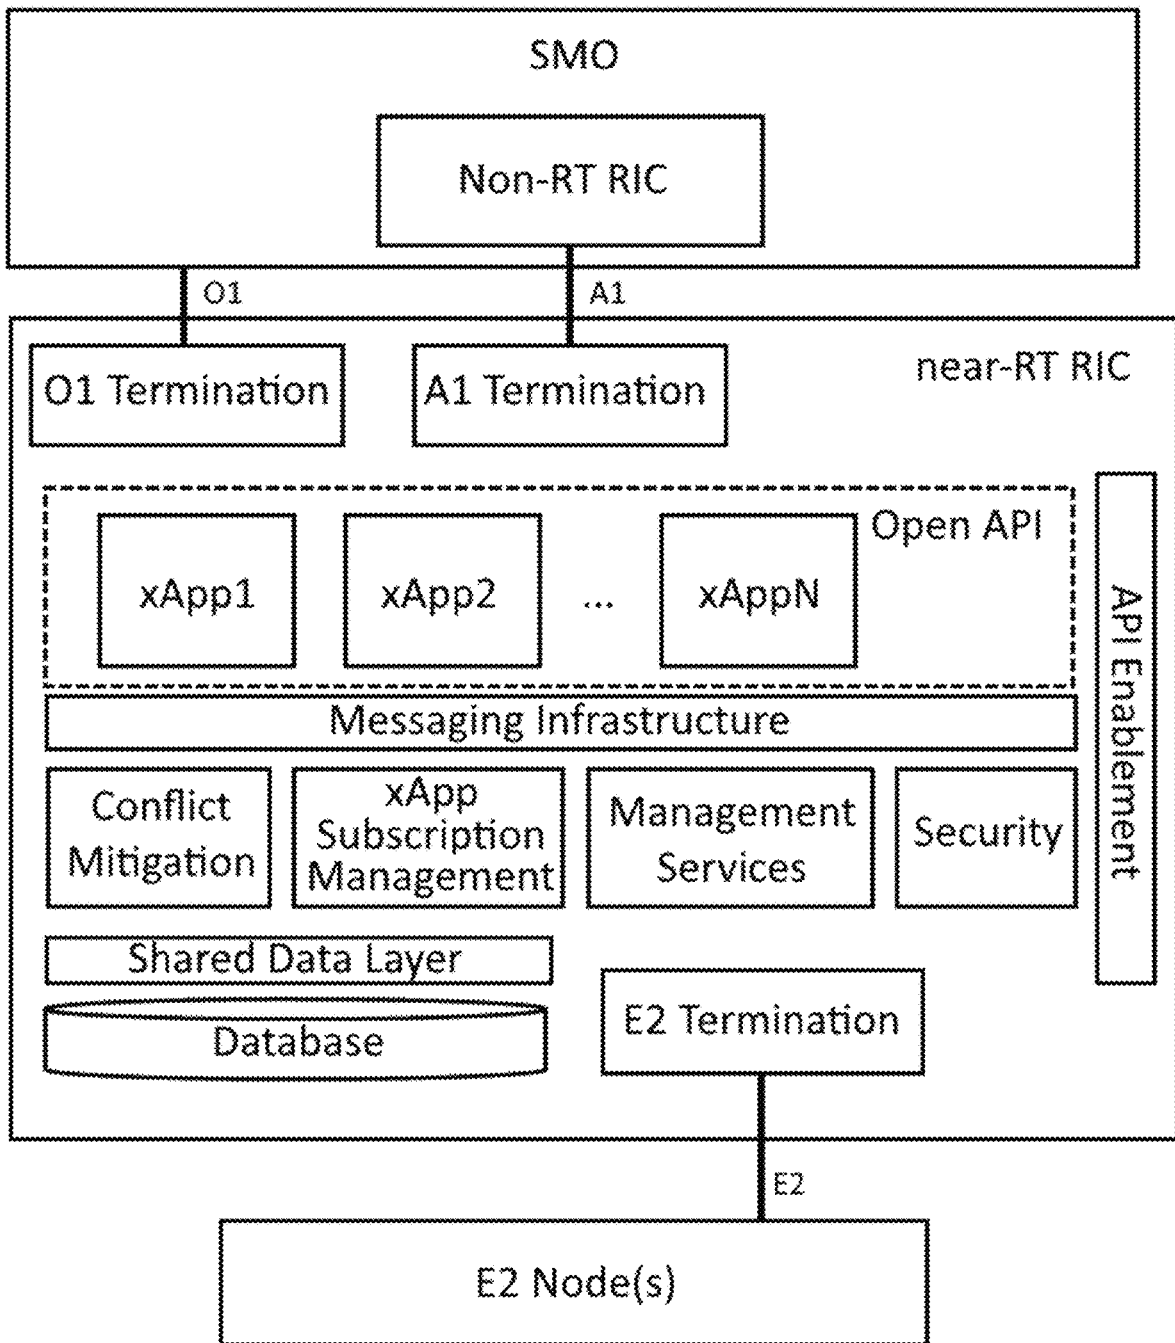 SMO
Non-RT RIC
O1
A1
near-RT RIC
O1 Termination
A1 Termination
Open API
xApp1
xApp2
...
xAppN
API Enablement
Messaging Infrastructure
Conflict
Mitigation
xApp
Subscription
Management
Management
Services
Security
Shared Data Layer
Database
E2 Termination
E2
E2 Node(s)